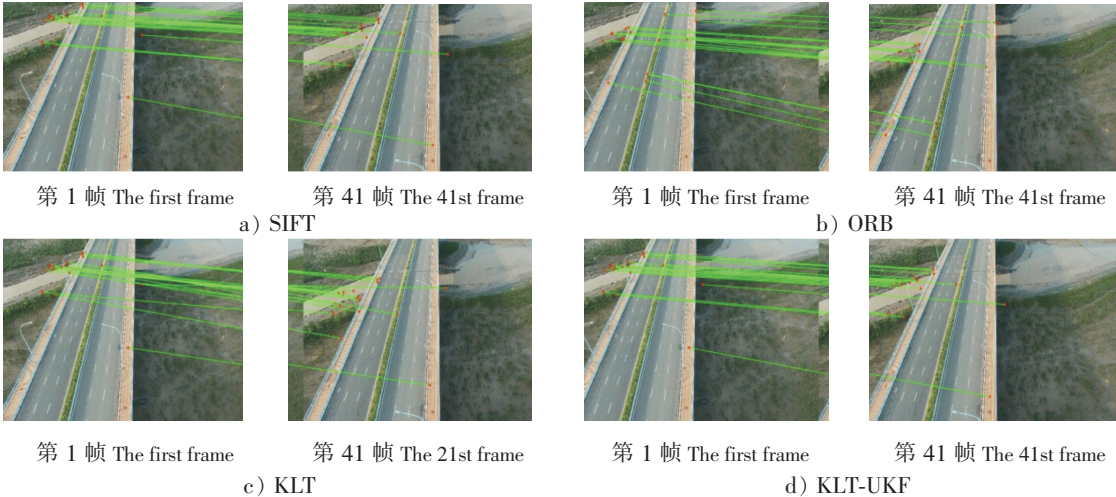 第 1 帧 The first frame
第 41 帧 The 41st frame
a) SIFT
第 1 帧 The first frame
第 41 帧 The 41st frame
b) ORB
第 1 帧 The first frame
第 41 帧 The 21st frame
c) KLT
第 1 帧 The first frame
第 41 帧 The 41st frame
d) KLT-UKF